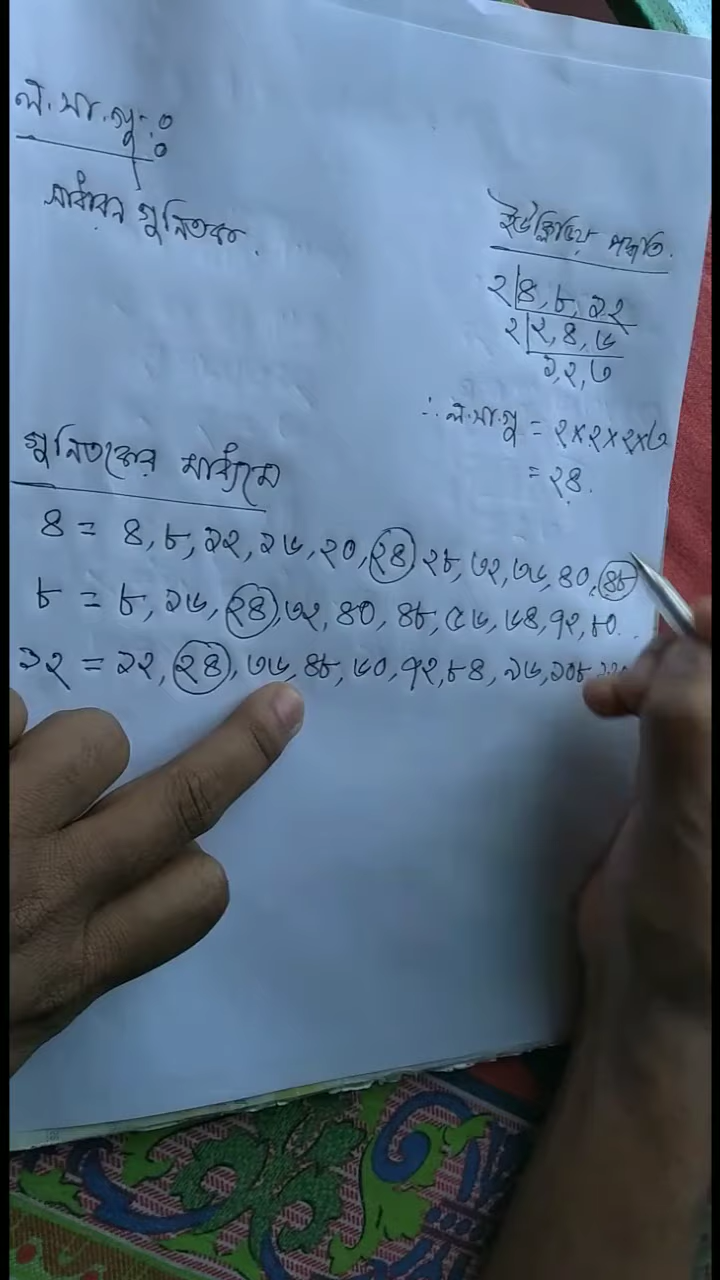 ল.সা.গু.ঃ
সাধারন গুনিতক.
ইউক্লিডিয় পদ্ধতি.
২|৪, ৮, ১২
২|২, ৪, ৬
১, ২, ৩
∴ ল.সা.গু = ২×২×২×৩
= ২৪.
গুনিতকের মাধ্যমে
৪ = ৪, ৮, ১২, ১৬, ২০, ২৪ ২৮, ৩২, ৩৬, ৪০, ৪৮
৮ = ৮, ১৬, ২৪, ৩২, ৪০, ৪৮, ৫৬, ৬৪, ৭২, ৮০...
১২ = ১২, ২৪, ৩৬, ৪৮, ৬০, ৭২, ৮৪, ৯৬, ১০৮,